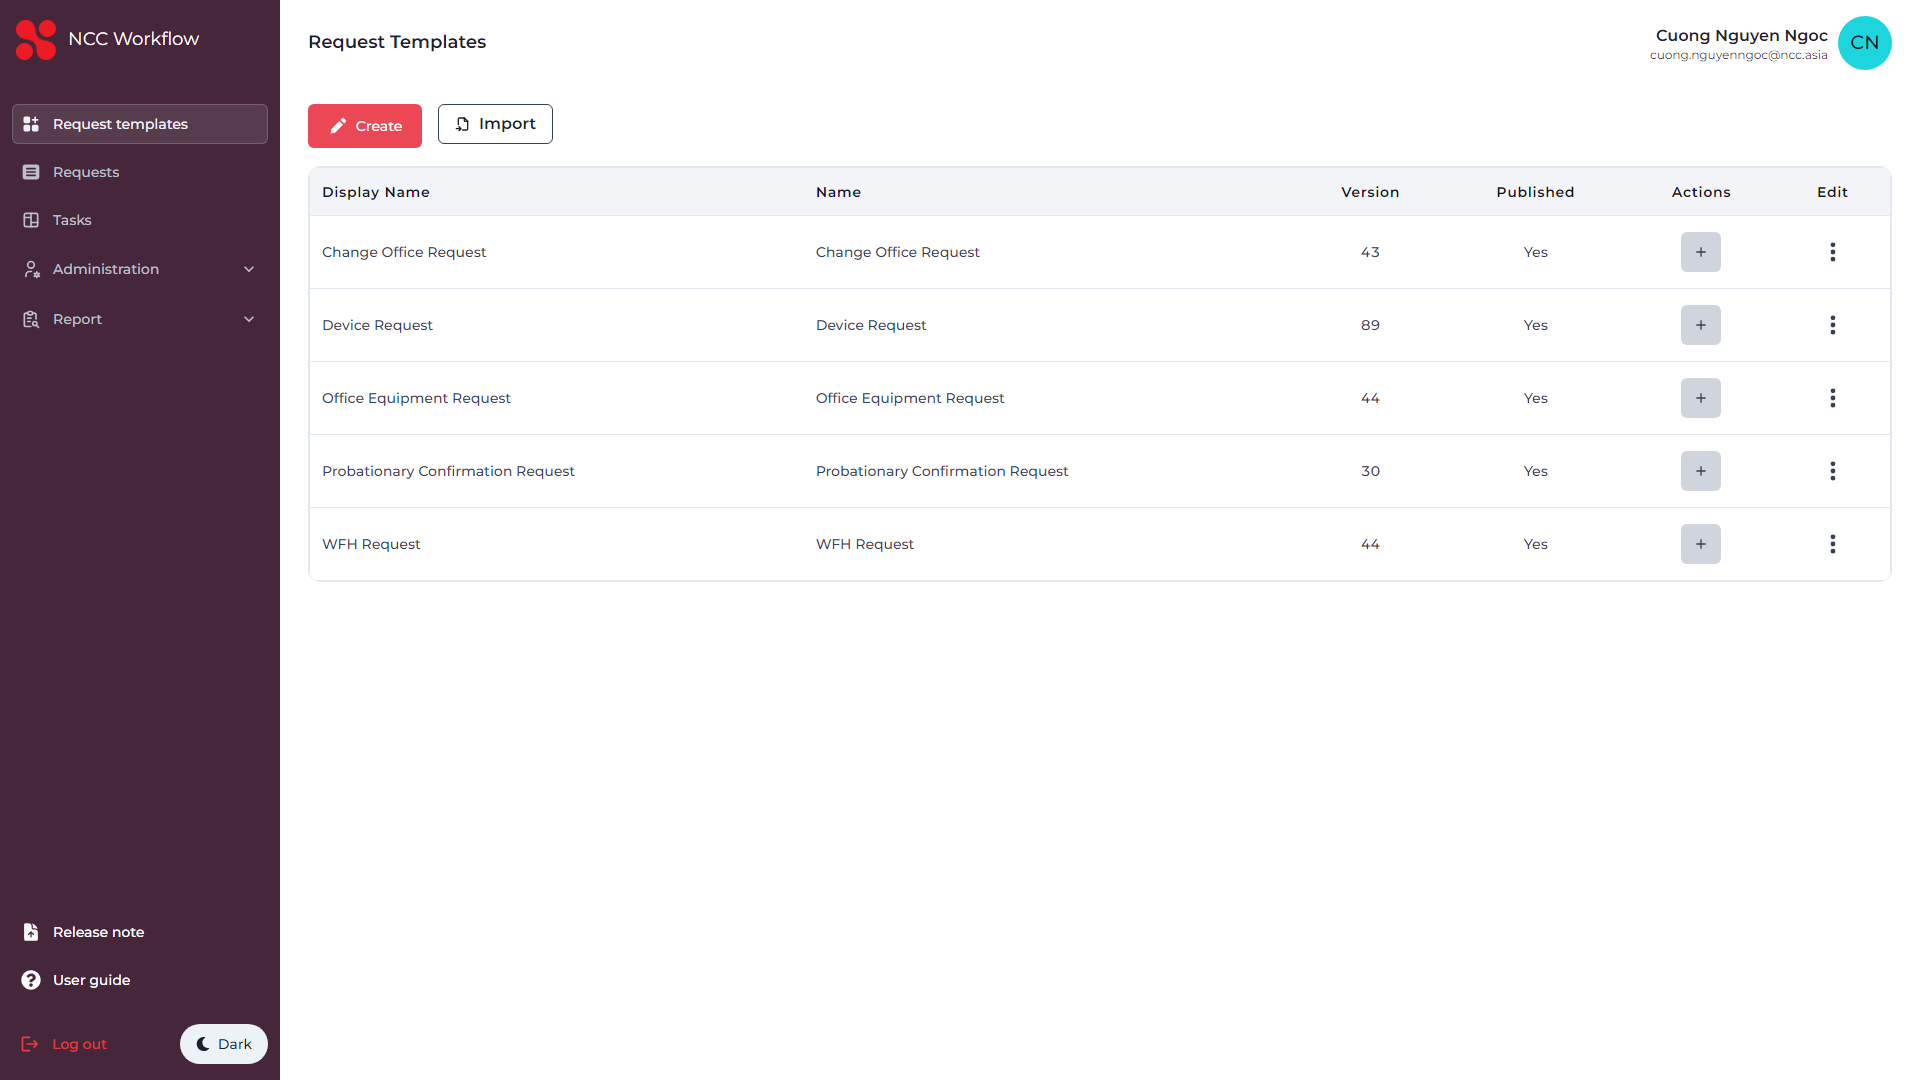 NCC Workflow
Request templates
Requests
Tasks
Administration
Report
Release note
User guide
Log out
Dark
Request Templates
Cuong Nguyen Ngoc
cuong.nguyenngoc@ncc.asia
CN
Create
Import
Display Name Name Version Published Actions Edit
Change Office Request Change Office Request 43 Yes +
Device Request Device Request 89 Yes +
Office Equipment Request Office Equipment Request 44 Yes +
Probationary Confirmation Request Probationary Confirmation Request 30 Yes +
WFH Request WFH Request 44 Yes +